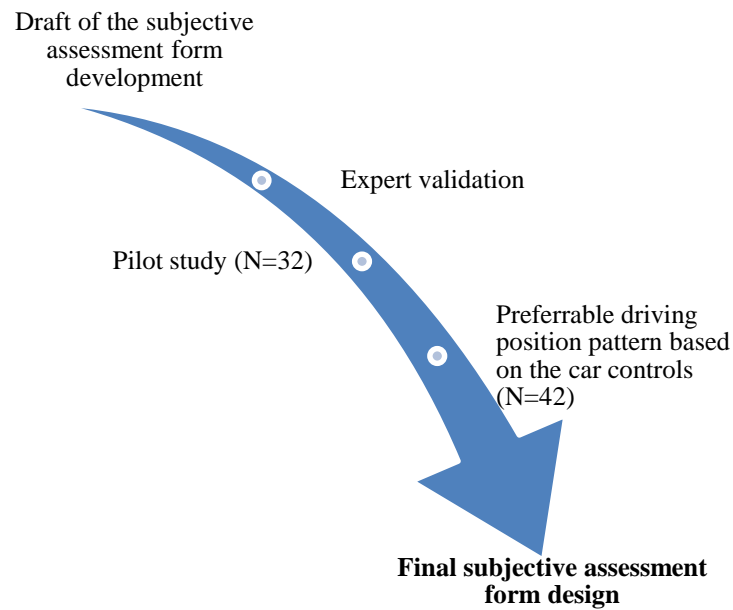 Draft of the subjective
assessment form
development
Expert validation
Pilot study (N=32)
Preferrable driving
position pattern based
on the car controls
(N=42)
Final subjective assessment
form design